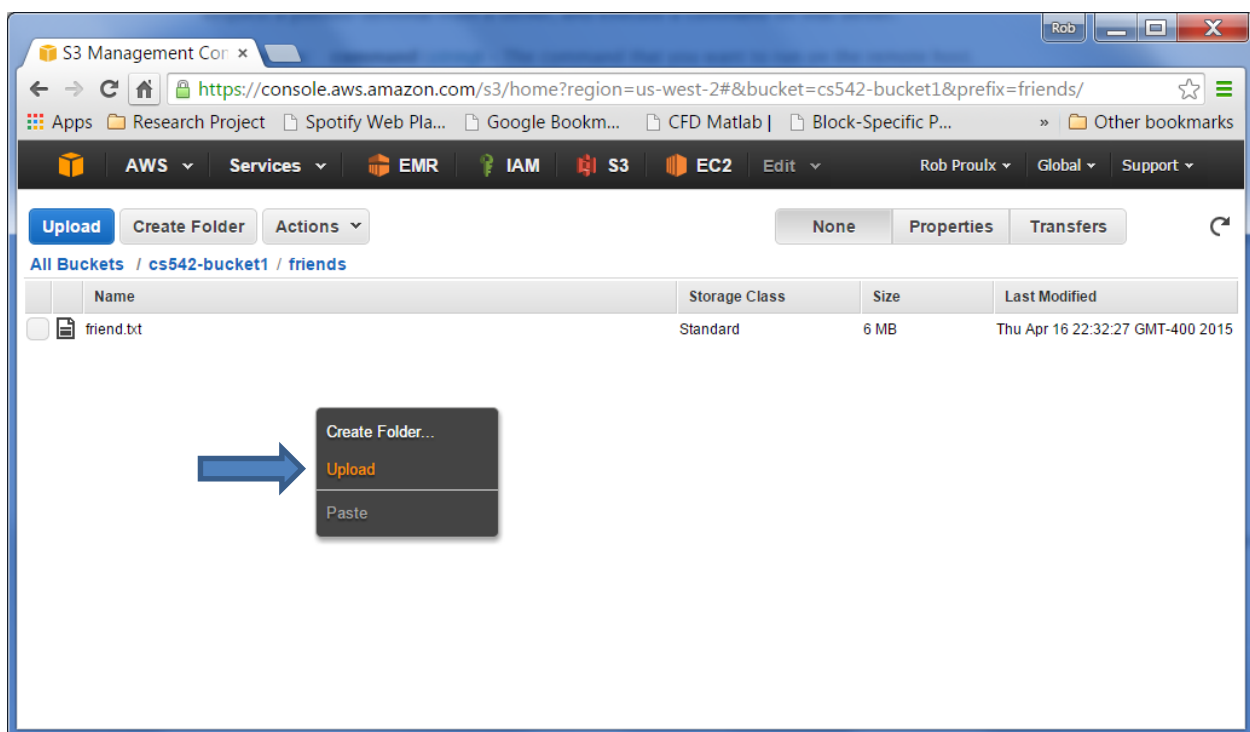 Rob
S3 Management Con
https://console.aws.amazon.com/s3/home?region=us-west-2#&bucket=cs542-bucket1&prefix=friends/
Apps Research Project Spotify Web Pla... Google Bookm... CFD Matlab | Block-Specific P... » Other bookmarks
AWS Services EMR IAM S3 EC2 Edit Rob Proulx Global Support
Upload Create Folder Actions None Properties Transfers
All Buckets / cs542-bucket1 / friends
Name Storage Class Size Last Modified
friend.txt Standard 6 MB Thu Apr 16 22:32:27 GMT-400 2015
Create Folder...
Upload
Paste